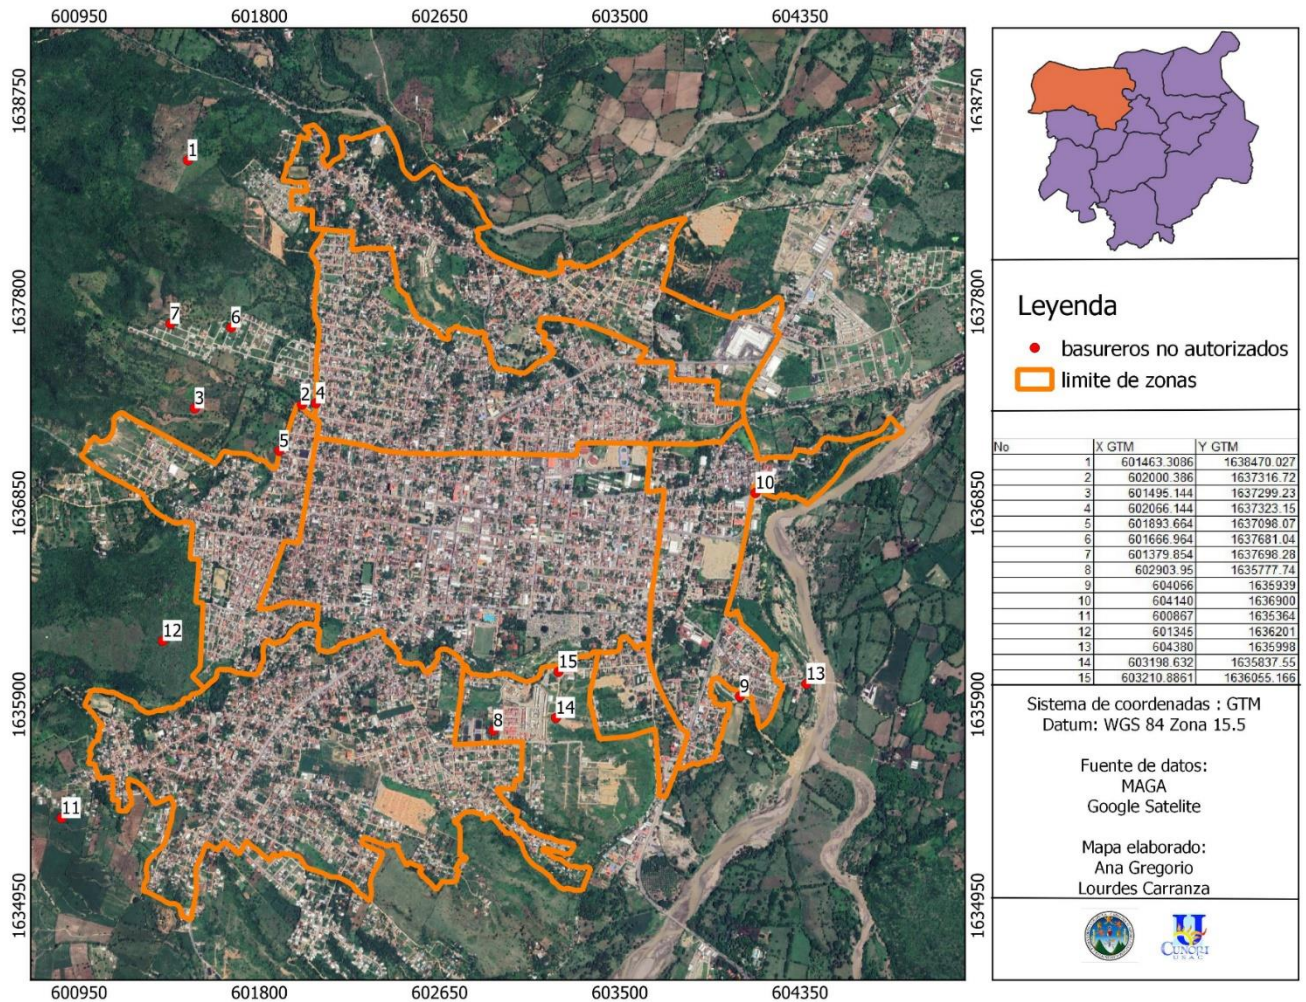 600950 601800 602650 603500 604350
1638750
1637800
1636850
1635900
1634950
1
7
6
3
2
4
5
10
12
15
9
13
14
8
11
600950 601800 602650 603500 604350
1638750
1637800
1636850
1635900
1634950
Leyenda
basureros no autorizados
limite de zonas
No X GTM Y GTM
1 601463.3086 1638470.027
2 602000.386 1637316.72
3 601495.144 1637299.23
4 602066.144 1637323.15
5 601893.664 1637098.07
6 601666.964 1637681.04
7 601379.854 1637698.28
8 602903.95 1635777.74
9 604066 1635939
10 604140 1636900
11 600867 1635364
12 601345 1636201
13 604380 1635998
14 603198.632 1635837.55
15 603210.8861 1636055.166
Sistema de coordenadas : GTM
Datum: WGS 84 Zona 15.5
Fuente de datos:
MAGA
Google Satelite
Mapa elaborado:
Ana Gregorio
Lourdes Carranza
U
CUNORI
USAC